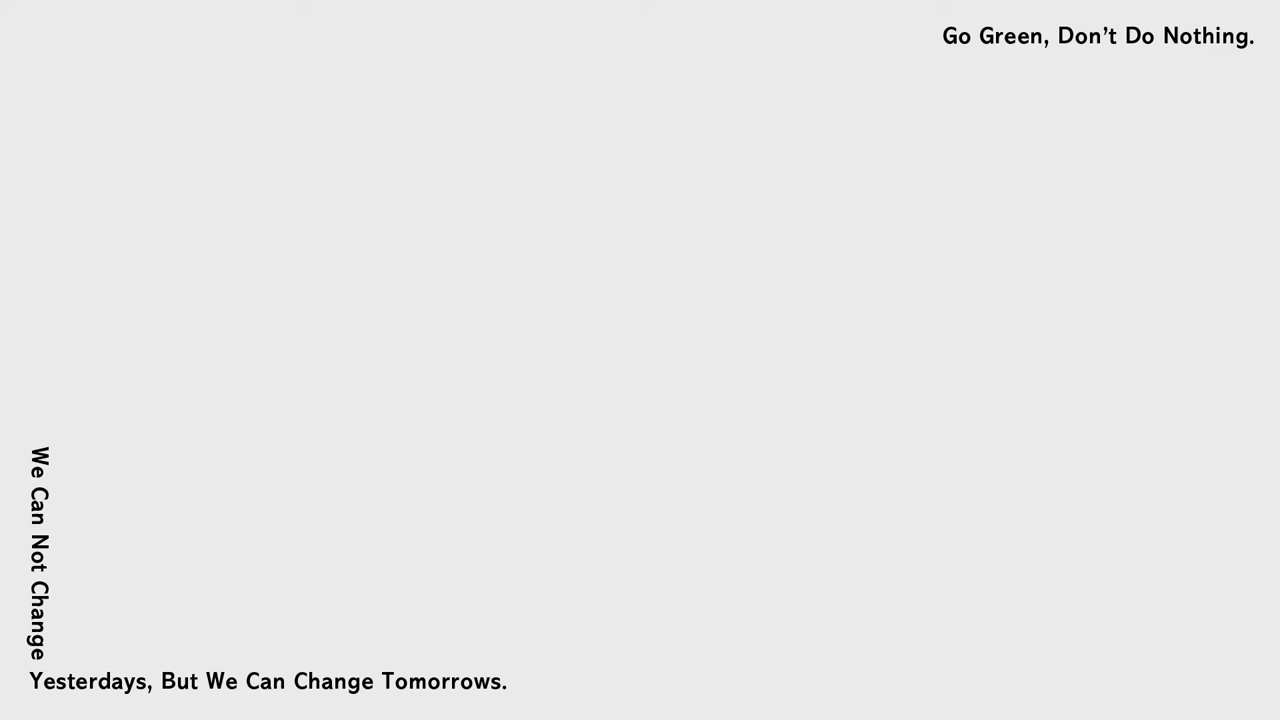 Go Green, Don’t Do Nothing.
We Can Not Change
Yesterdays, But We Can Change Tomorrows.